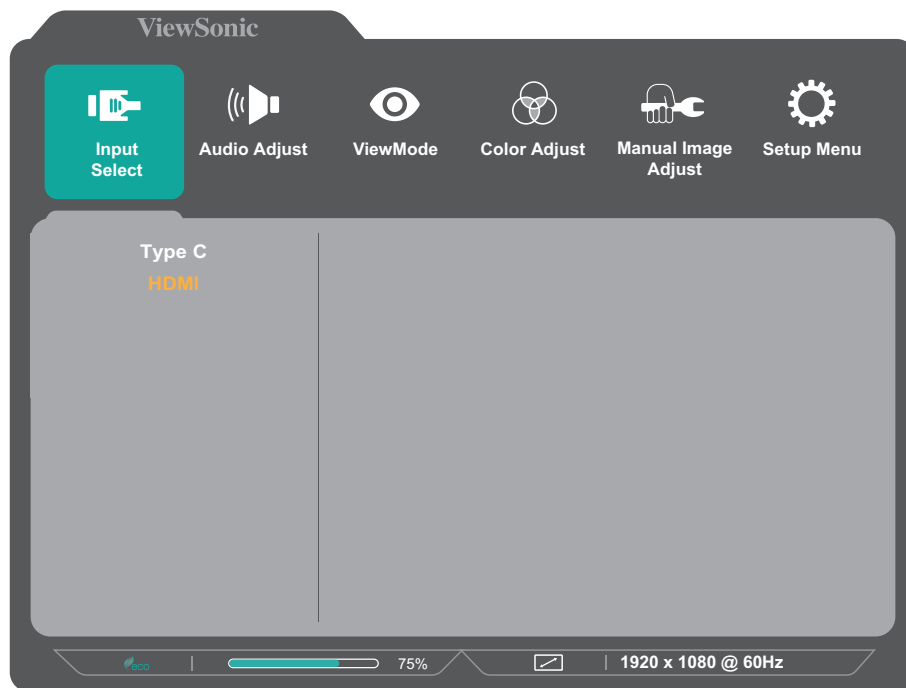 ViewSonic
Input
Select
Audio Adjust
ViewMode
Color Adjust
Manual Image
Adjust
Setup Menu
Type C
HDMI
eco
75%
1920 x 1080 @ 60Hz